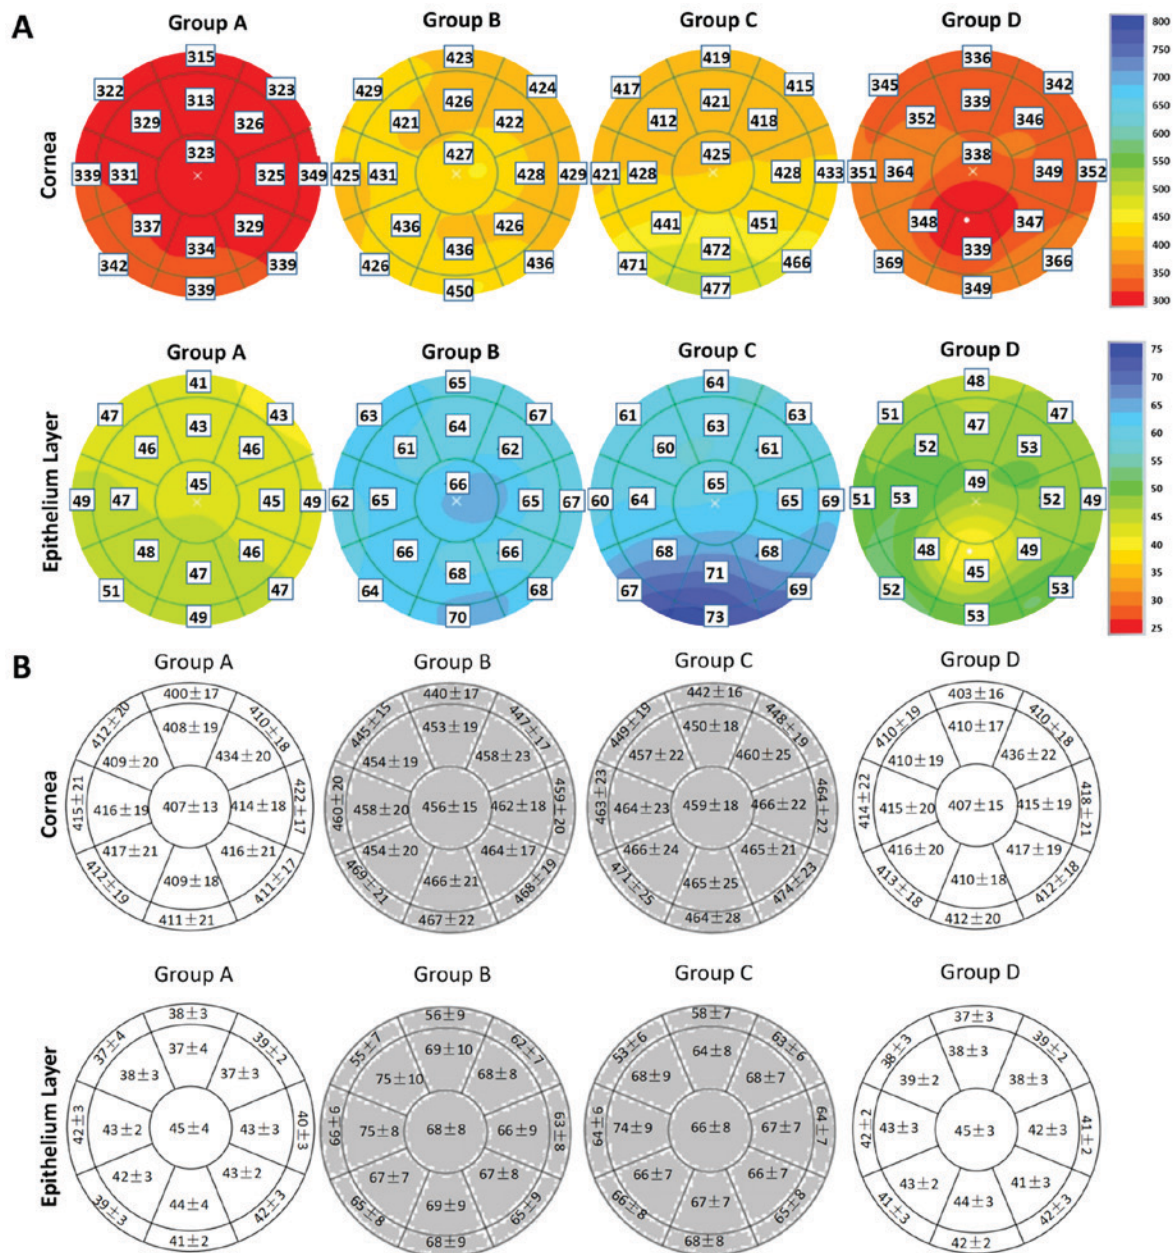 A
Group A Group B Group C Group D
Cornea
315 423 419 336 800
322 323 429 424 417 415 345 342 750
313 426 421 339 700
329 326 421 422 412 418 352 346 650
323 427 425 338 600
339 331 325 349 425 431 428 429 421 428 428 433 351 364 349 352 550
337 329 436 426 441 451 348 347 500
334 436 472 339 450
342 339 426 436 471 466 369 366 400
339 450 477 349 350
300
Group A Group B Group C Group D
Epithelium Layer
41 65 64 48 75
47 43 63 67 61 63 51 47 70
43 64 63 47 65
46 46 61 62 60 61 52 53 60
45 66 65 49 55
49 47 45 49 62 65 65 67 60 64 65 69 51 53 52 49 50
48 46 66 66 68 68 48 49 45
47 68 71 45 40
51 47 64 68 67 69 52 53 35
49 70 73 53 30
25
B
Group A Group B Group C Group D
Cornea
400±17 440±17 442±16 403±16
412±20 410±18 445±15 447±17 449±19 448±19 410±19 410±18
408±19 453±19 450±18 410±17
409±20 434±20 454±19 458±23 457±22 460±25 410±19 436±22
415±21 416±19 407±13 414±18 422±17 460±20 458±20 456±15 462±18 459±20 463±23 464±23 459±18 466±22 464±22 414±22 415±20 407±15 415±19 418±21
417±21 416±21 454±20 464±17 466±24 465±21 416±20 417±19
409±18 466±21 465±25 410±18
412±19 411±17 469±21 468±19 471±25 474±23 413±18 412±18
411±21 467±22 464±28 412±20
Group A Group B Group C Group D
Epithelium Layer
38±3 56±9 58±7 37±3
37±4 39±2 55±7 62±7 53±6 63±6 38±3 39±2
37±4 69±10 64±8 38±3
38±3 37±3 75±10 68±8 68±9 68±7 39±2 38±3
42±3 43±2 45±4 43±3 40±3 66±6 75±8 68±8 66±9 63±8 64±6 74±9 66±8 67±7 64±7 42±2 43±3 45±3 42±3 41±2
42±3 43±2 67±7 67±8 66±7 66±7 43±2 41±3
44±4 69±9 67±7 44±3
39±3 42±3 65±8 65±9 66±8 65±8 41±3 42±3
41±2 68±9 68±8 42±2